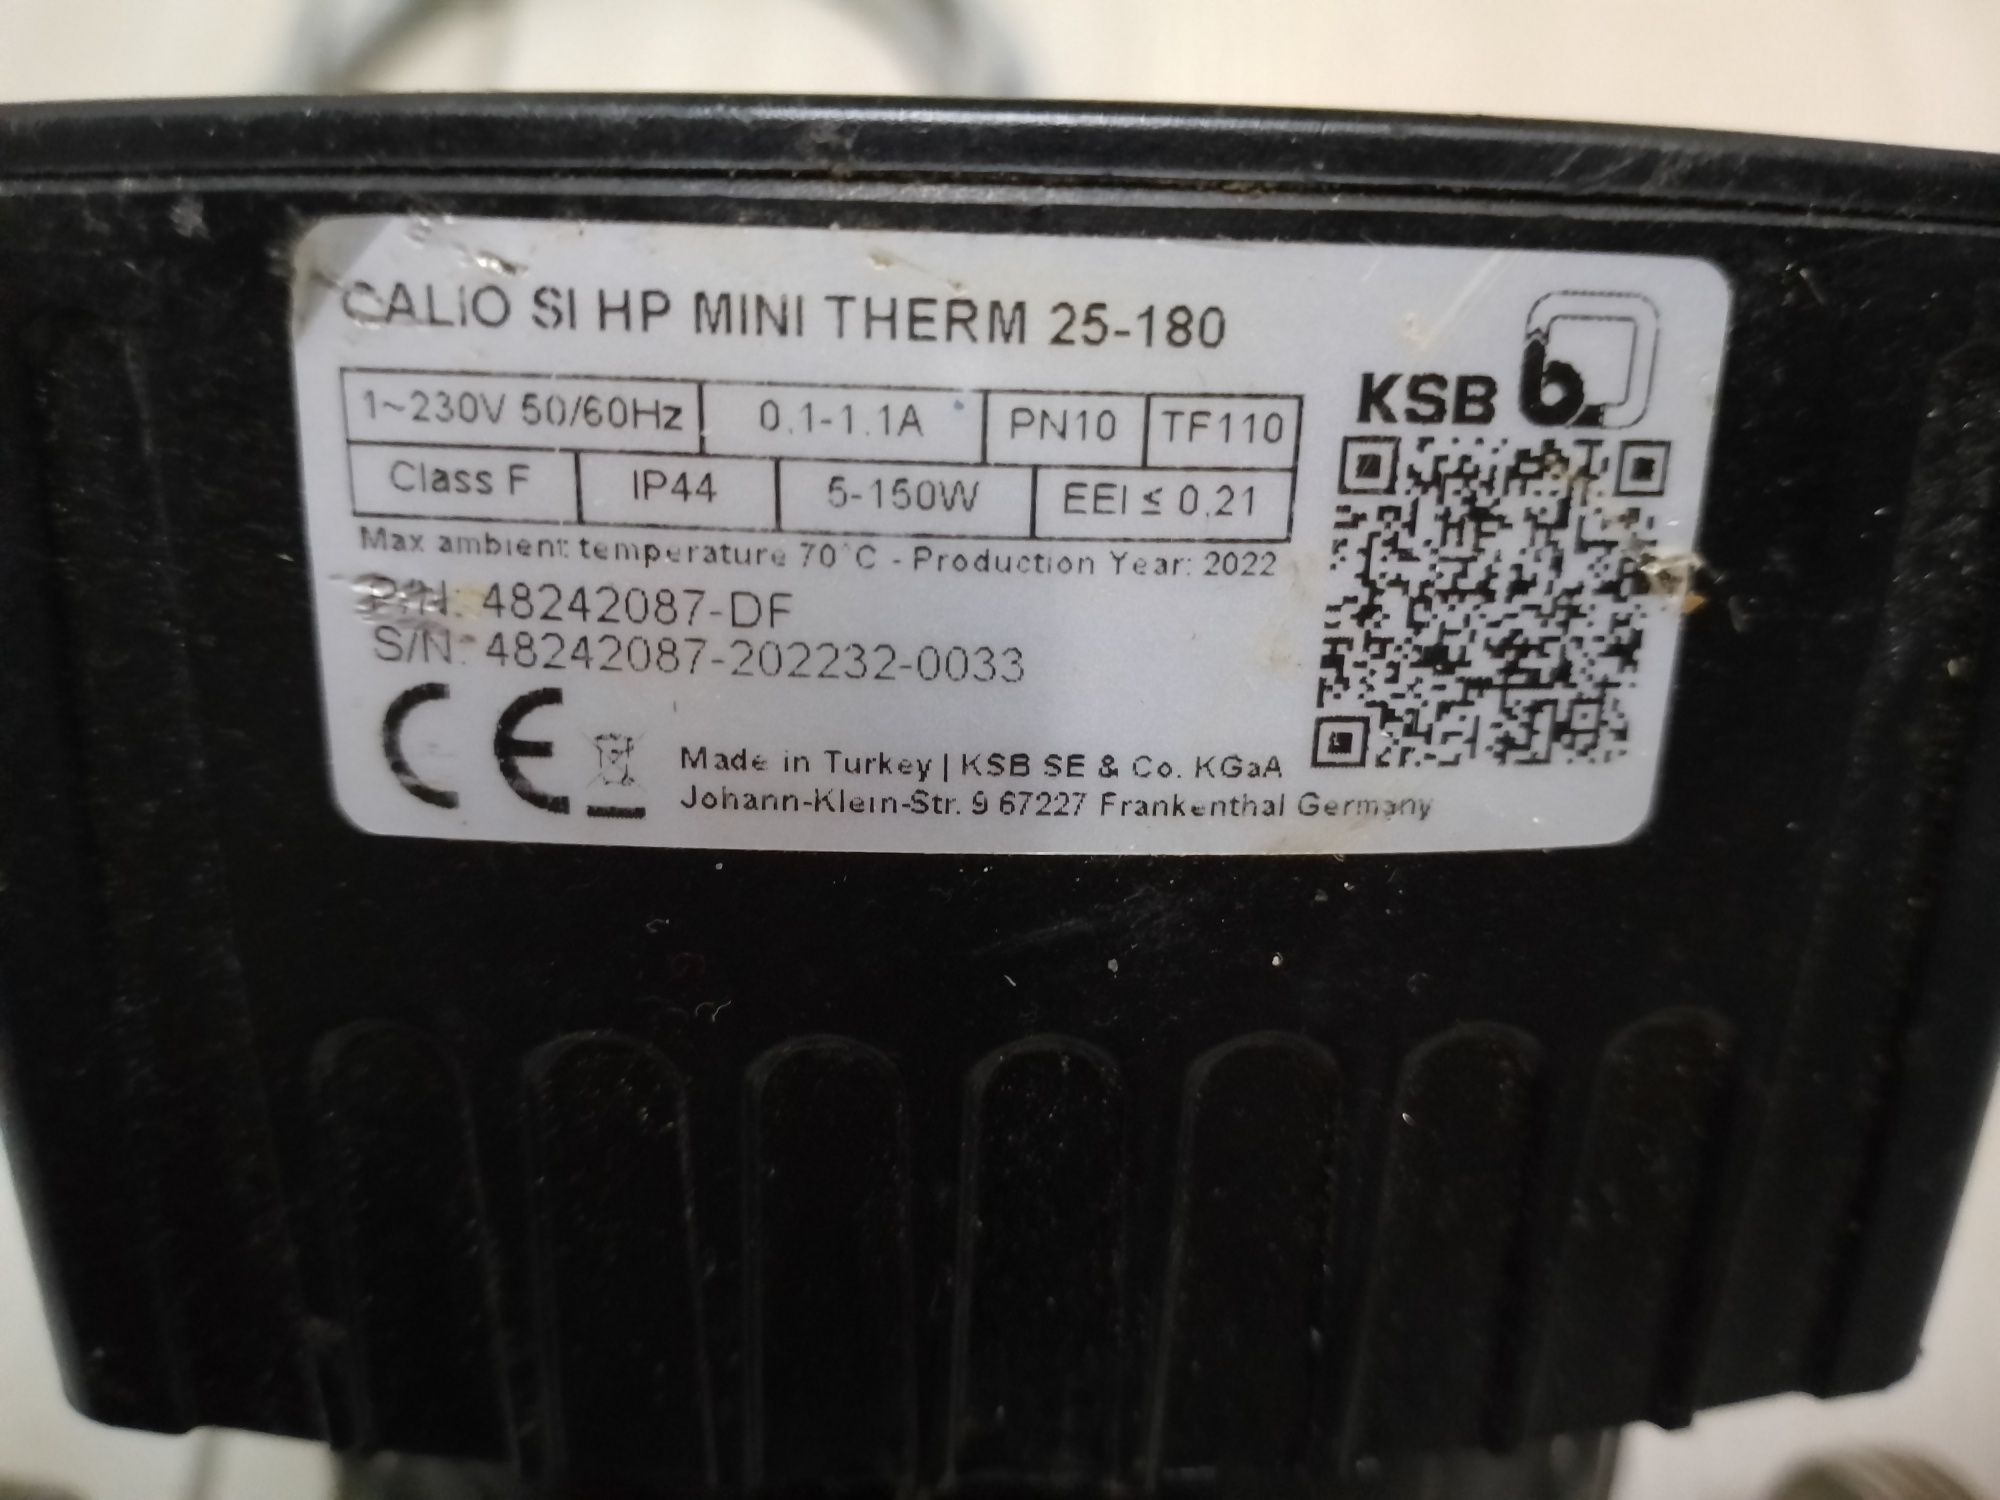 CALIO SI HP MINI THERM 25-180
KSB b
1~230V 50/60Hz 0.1-1.1A PN10 TF110
Class F IP44 5-150W EEI ≤ 0.21
Max ambient temperature 70°C - Production Year: 2022
P/N: 48242087-DF
S/N: 48242087-202232-0033
CE
Made in Turkey | KSB SE & Co. KGaA
Johann-Klein-Str. 9 67227 Frankenthal Germany